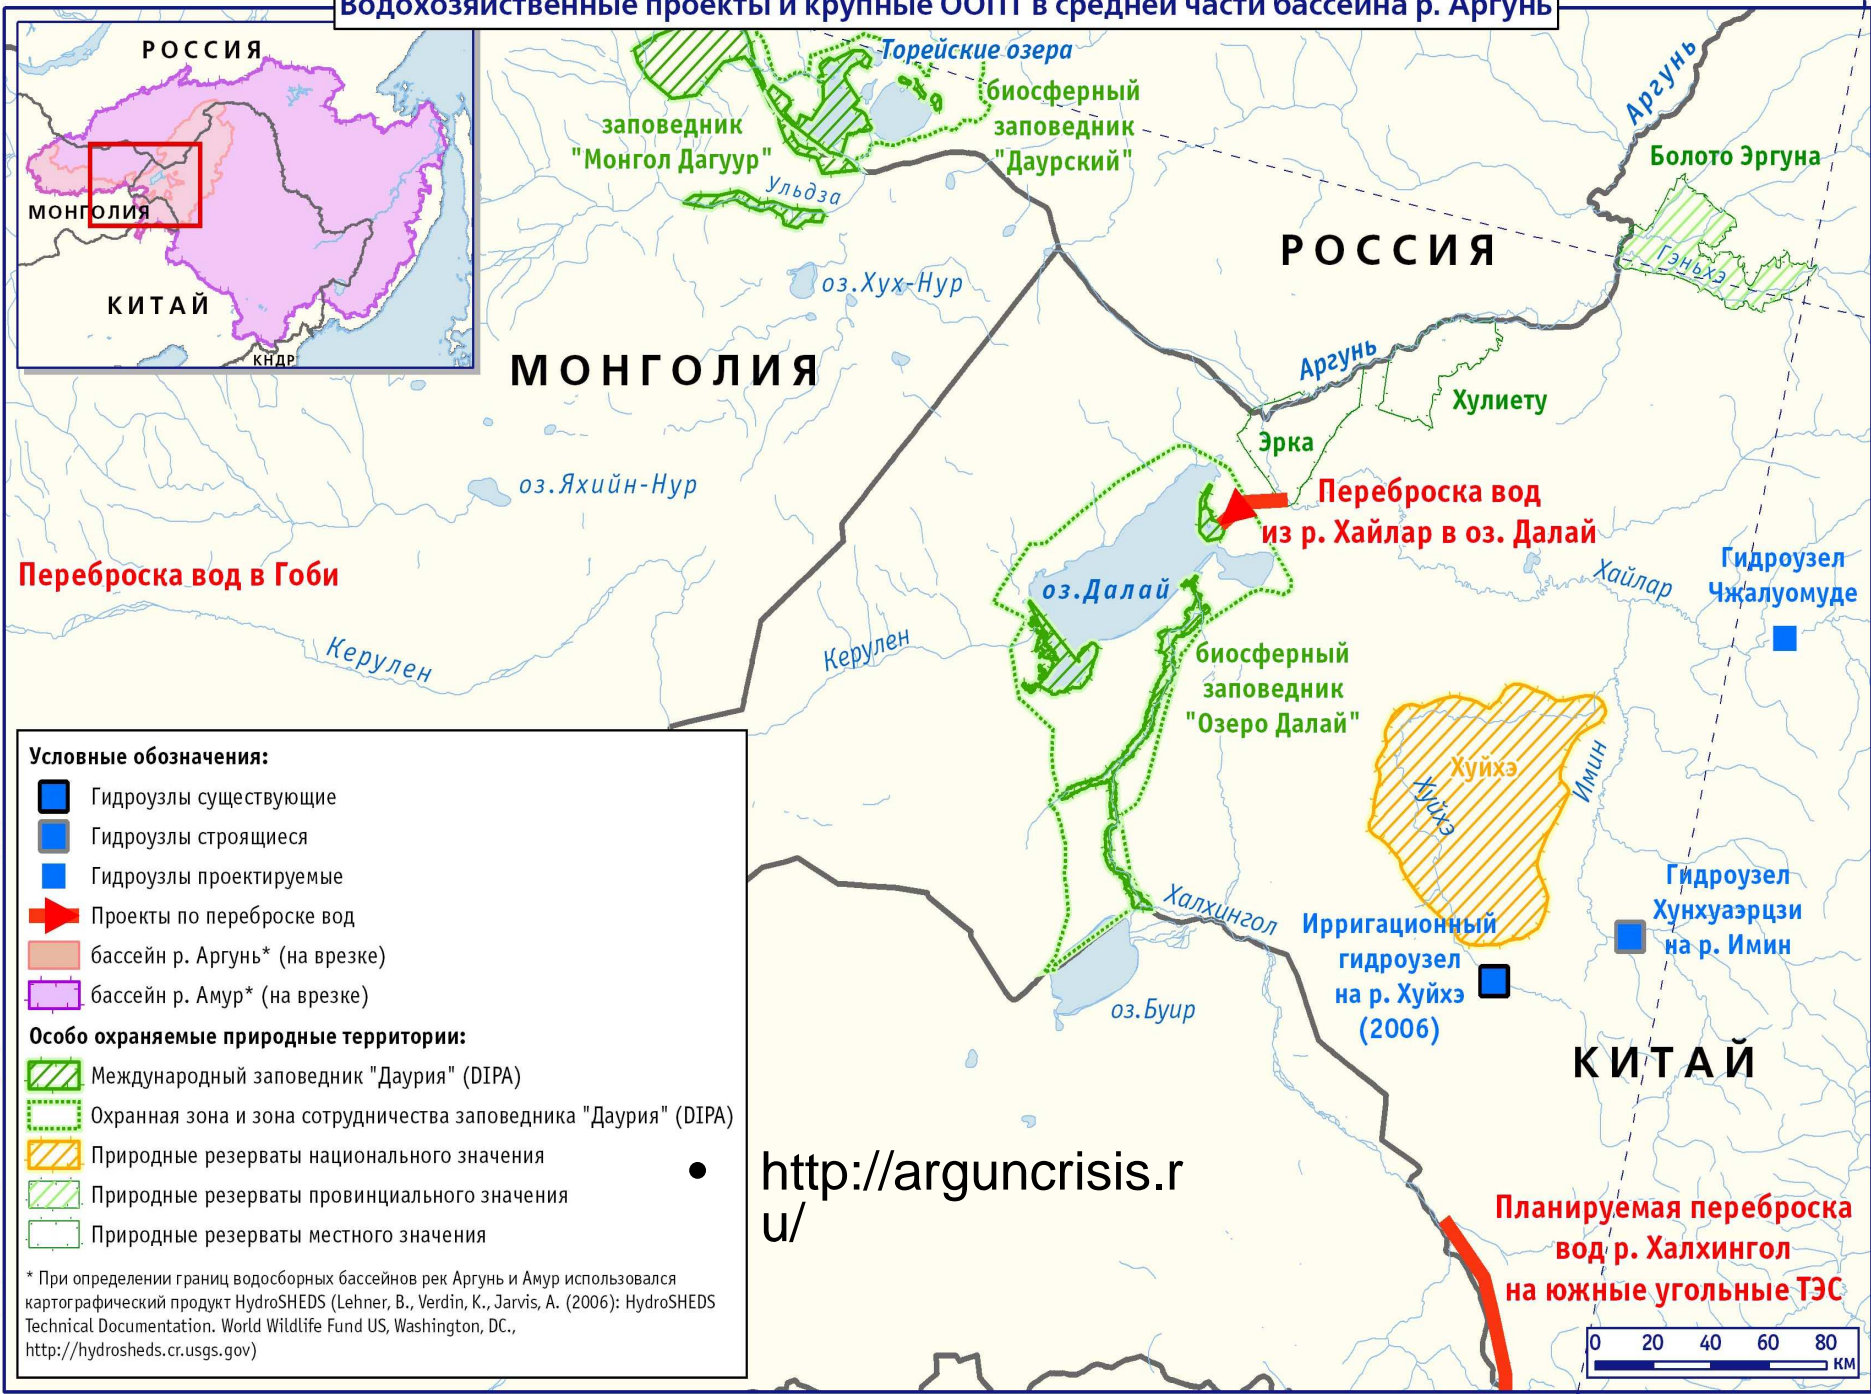 Водохозяйственные проекты и крупные ООПТ в средней части бассейна р. Аргунь
РОССИЯ
МОНГОЛИЯ
КИТАЙ
КНДР
Торейские озера
биосферный
заповедник
"Даурский"
заповедник
"Монгол Дагуур"
Ульдза
Аргунь
Болото Эргуна
Гэньхэ
РОССИЯ
оз.Хух-Нур
МОНГОЛИЯ
Аргунь
Хулиету
Эрка
оз.Яхийн-Нур
Переброска вод
из р. Хайлар в оз. Далай
Переброска вод в Гоби
Хайлар
Гидроузел
Чжалуомуде
оз.Далай
Керулен
Керулен
биосферный
заповедник
"Озеро Далай"
Хуйхэ
Хуйхэ
Имин
Халхингол
Ирригационный
гидроузел
на р. Хуйхэ
(2006)
Гидроузел
Хунхуаэрцзи
на р. Имин
оз.Буир
КИТАЙ
Условные обозначения:
Гидроузлы существующие
Гидроузлы строящиеся
Гидроузлы проектируемые
Проекты по переброске вод
бассейн р. Аргунь* (на врезке)
бассейн р. Амур* (на врезке)
Особо охраняемые природные территории:
Международный заповедник "Даурия" (DIPA)
Охранная зона и зона сотрудничества заповедника "Даурия" (DIPA)
Природные резерваты национального значения
Природные резерваты провинциального значения
Природные резерваты местного значения
* При определении границ водосборных бассейнов рек Аргунь и Амур использовался
картографический продукт HydroSHEDS (Lehner, B., Verdin, K., Jarvis, A. (2006): HydroSHEDS
Technical Documentation. World Wildlife Fund US, Washington, DC.,
http://hydrosheds.cr.usgs.gov)
• http://arguncrisis.r
u/
Планируемая переброска
вод р. Халхингол
на южные угольные ТЭС
0 20 40 60 80
км